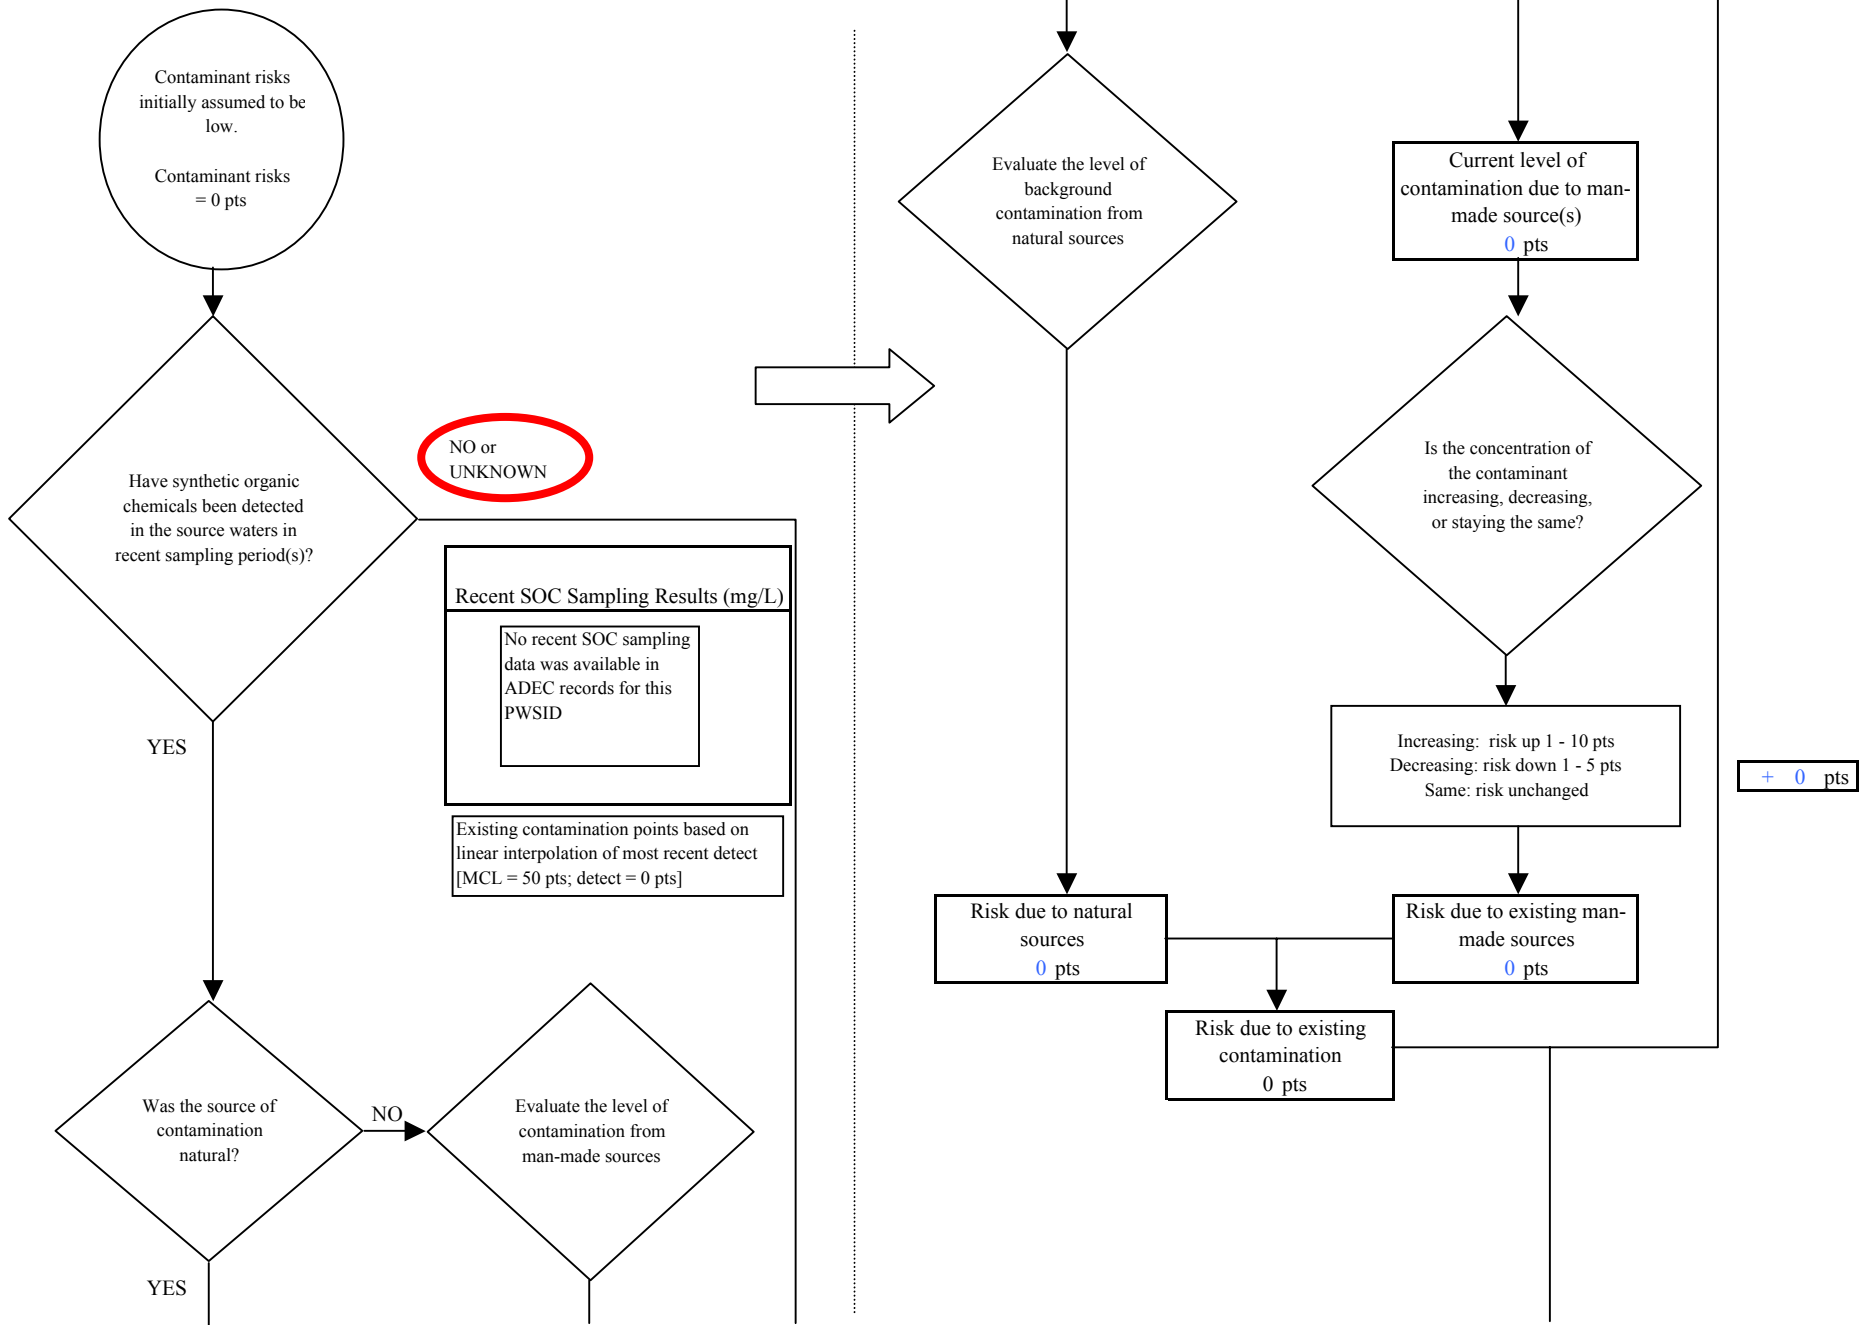 Contaminant risks
initially assumed to be
low.
Contaminant risks
= 0 pts
Have synthetic organic
chemicals been detected
in the source waters in
recent sampling period(s)?
NO or
UNKNOWN
Recent SOC Sampling Results (mg/L)
No recent SOC sampling
data was available in
ADEC records for this
PWSID
Existing contamination points based on
linear interpolation of most recent detect
[MCL = 50 pts; detect = 0 pts]
YES
Was the source of
contamination
natural?
NO
Evaluate the level of
contamination from
man-made sources
YES
Evaluate the level of
background
contamination from
natural sources
Current level of
contamination due to man-
made source(s)
0 pts
Is the concentration of
the contaminant
increasing, decreasing,
or staying the same?
Increasing: risk up 1 - 10 pts
Decreasing: risk down 1 - 5 pts
Same: risk unchanged
+ 0 pts
Risk due to natural
sources
0 pts
Risk due to existing man-
made sources
0 pts
Risk due to existing
contamination
0 pts